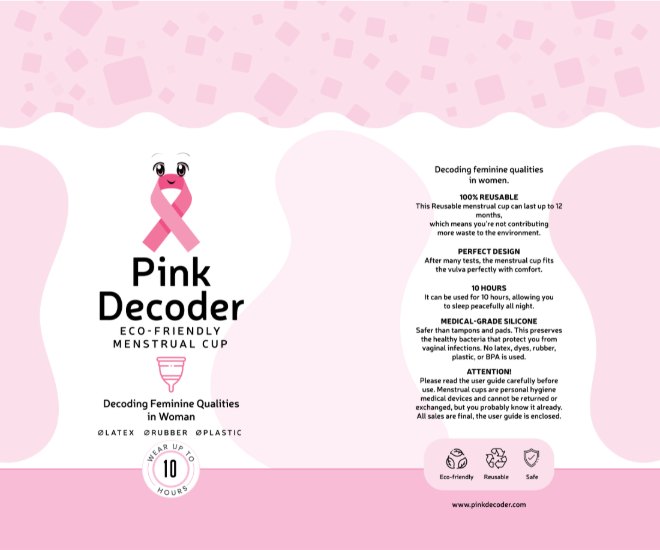 Pink
Decoder
ECO-FRIENDLY
MENSTRUAL CUP
Decoding Feminine Qualities
in Woman
ØLATEX ØRUBBER ØPLASTIC
WEAR UP TO
10
HOURS
Decoding feminine qualities
in women.
100% REUSABLE
This Reusable menstrual cup can last up to 12
months,
which means you're not contributing
more waste to the environment.
PERFECT DESIGN
After many tests, the menstrual cup fits
the vulva perfectly with comfort.
10 HOURS
It can be used for 10 hours, allowing you
to sleep peacefully all night.
MEDICAL-GRADE SILICONE
Safer than tampons and pads. This preserves
the healthy bacteria that protect you from
vaginal infections. No latex, dyes, rubber,
plastic, or BPA is used.
ATTENTION!
Please read the user guide carefully before
use. Menstrual cups are personal hygiene
medical devices and cannot be returned or
exchanged, but you probably know it already.
All sales are final, the user guide is enclosed.
Eco-friendly Reusable Safe
www.pinkdecoder.com